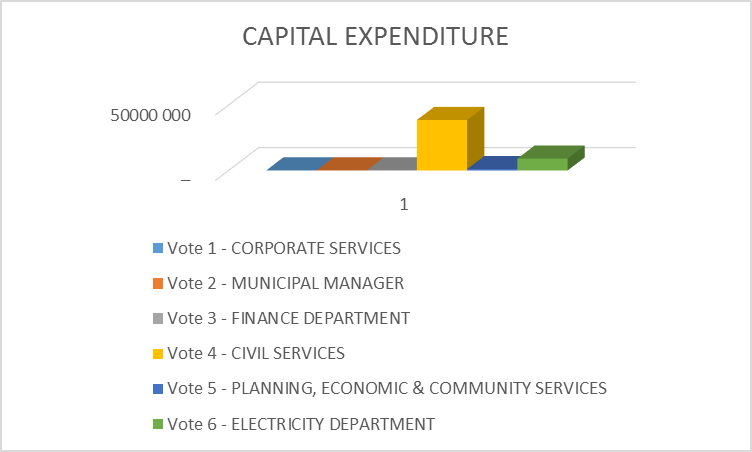 CAPITAL EXPENDITURE
50000 000
–
1
Vote 1 - CORPORATE SERVICES
Vote 2 - MUNICIPAL MANAGER
Vote 3 - FINANCE DEPARTMENT
Vote 4 - CIVIL SERVICES
Vote 5 - PLANNING, ECONOMIC & COMMUNITY SERVICES
Vote 6 - ELECTRICITY DEPARTMENT